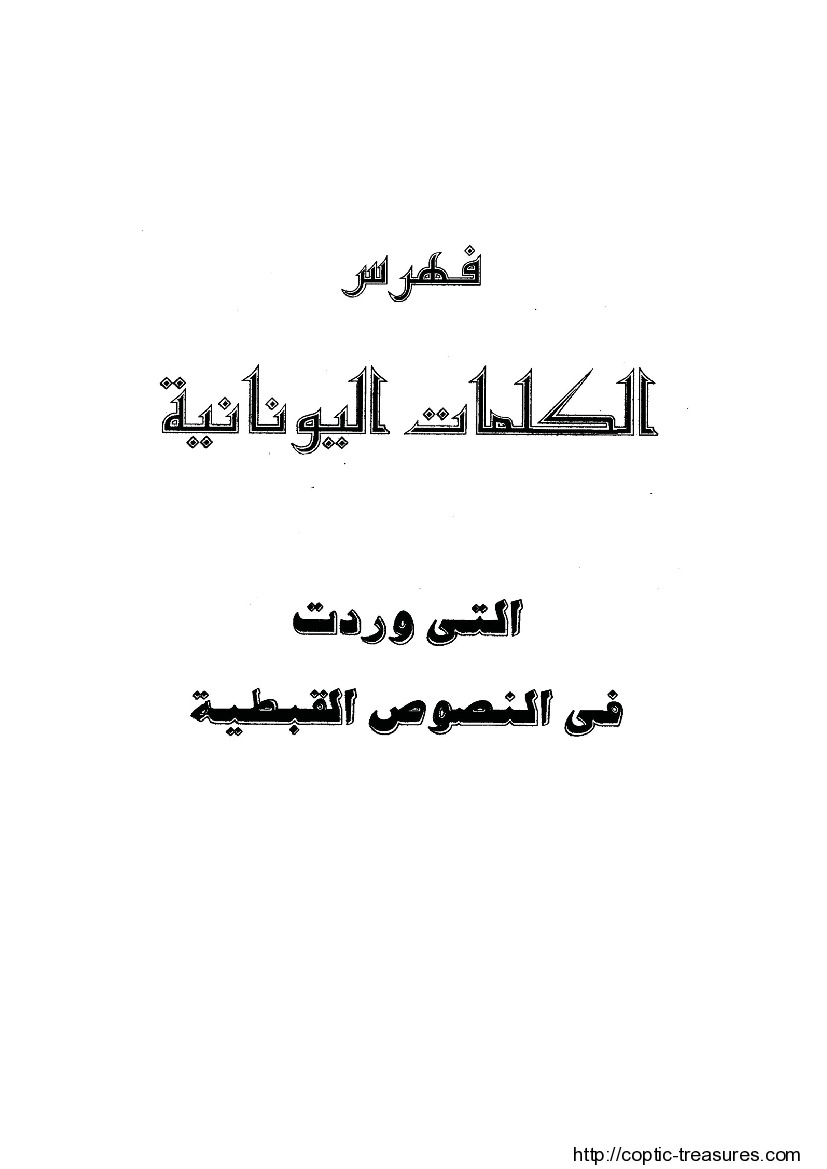 فهرس
الكلمات اليونانية
التى وردت
فى النصوص القبطية
http://coptic-treasures.com